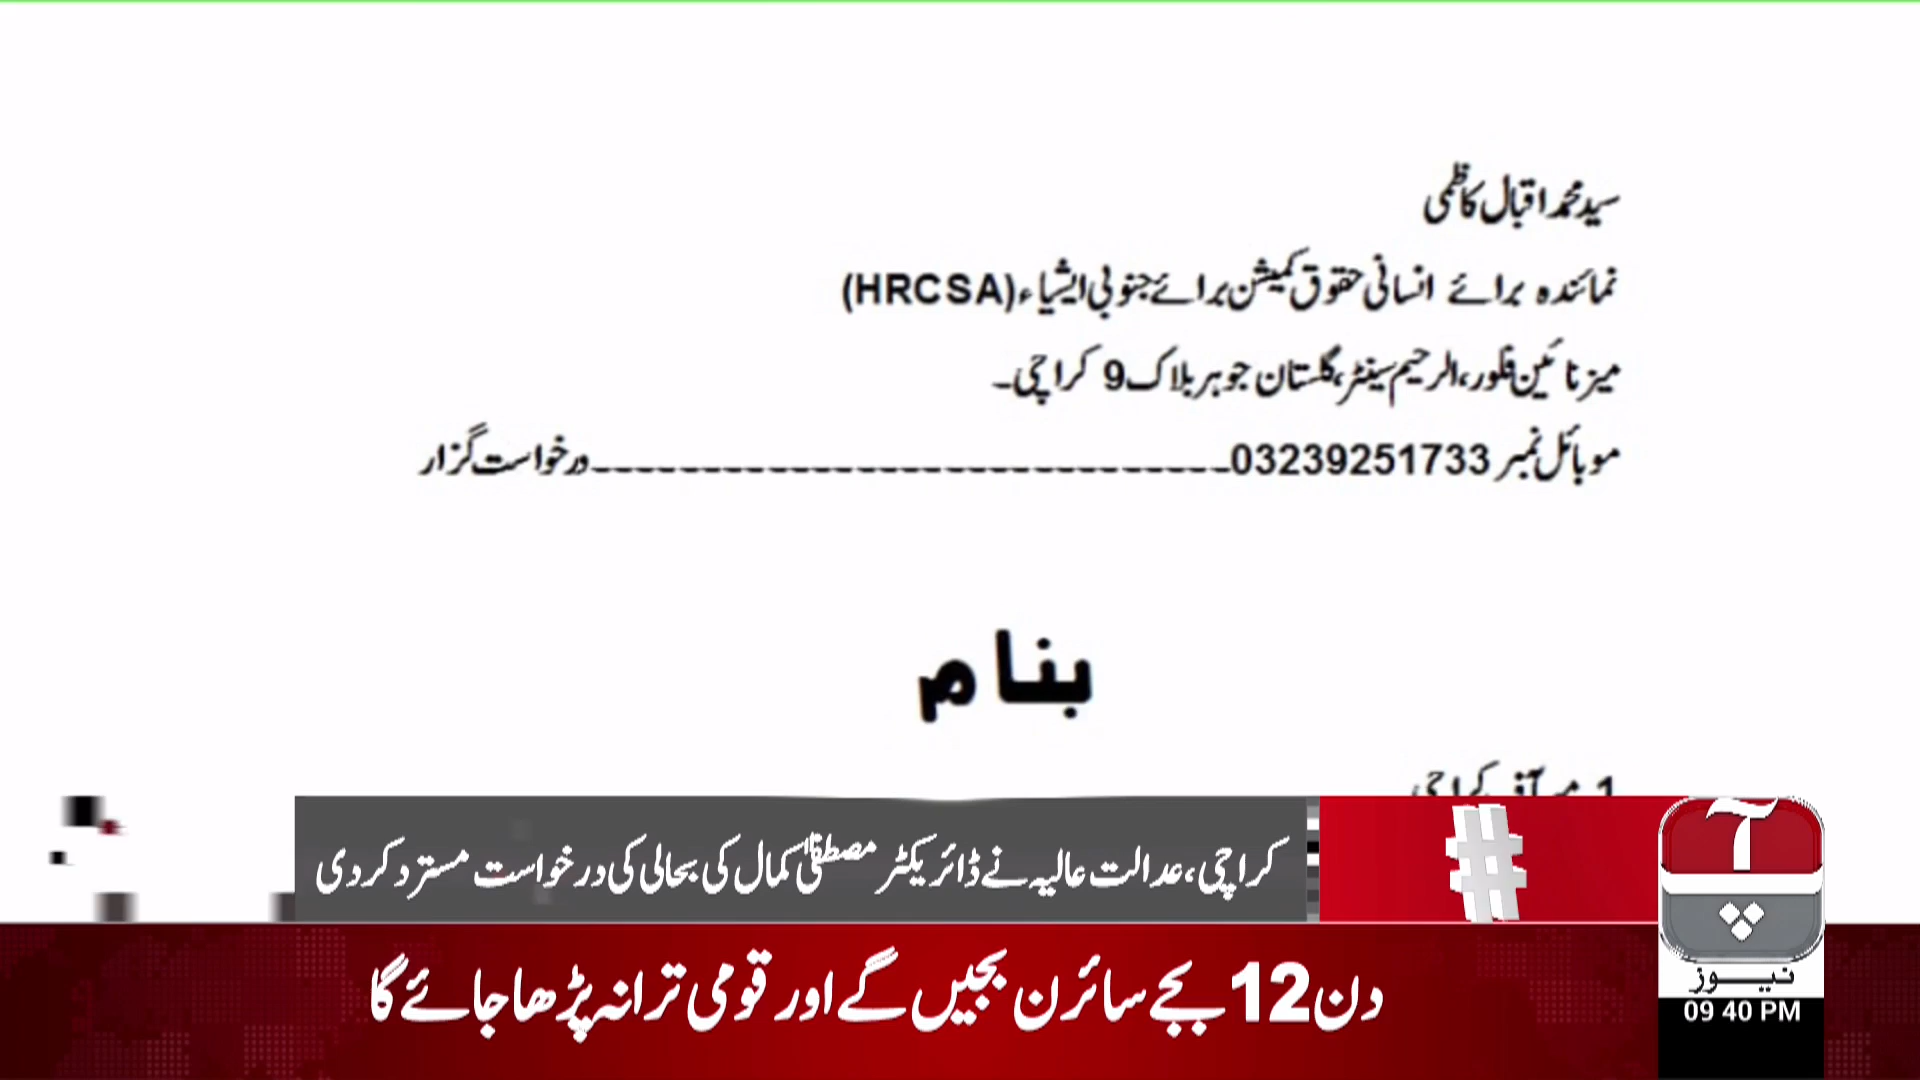 سید محمد اقبال کاظمی
نمائندہ برائے انسانی حقوق کمیشن برائے جنوبی ایشیاء (HRCSA)
میزنائین فلور، الرحیم سینٹر، گلستان جوہر بلاک 9 کراچی۔
موبائل نمبر 03239251733---------------------------درخواست گزار
بنام
کراچی، عدالت عالیہ نے ڈائریکٹر مصطفیٰ کمال کی بحالی کی درخواست مسترد کردی
#
دن 12 بجے سائرن بجیں گے اور قومی ترانہ پڑھا جائے گا
آپ
نیوز
09 40 PM